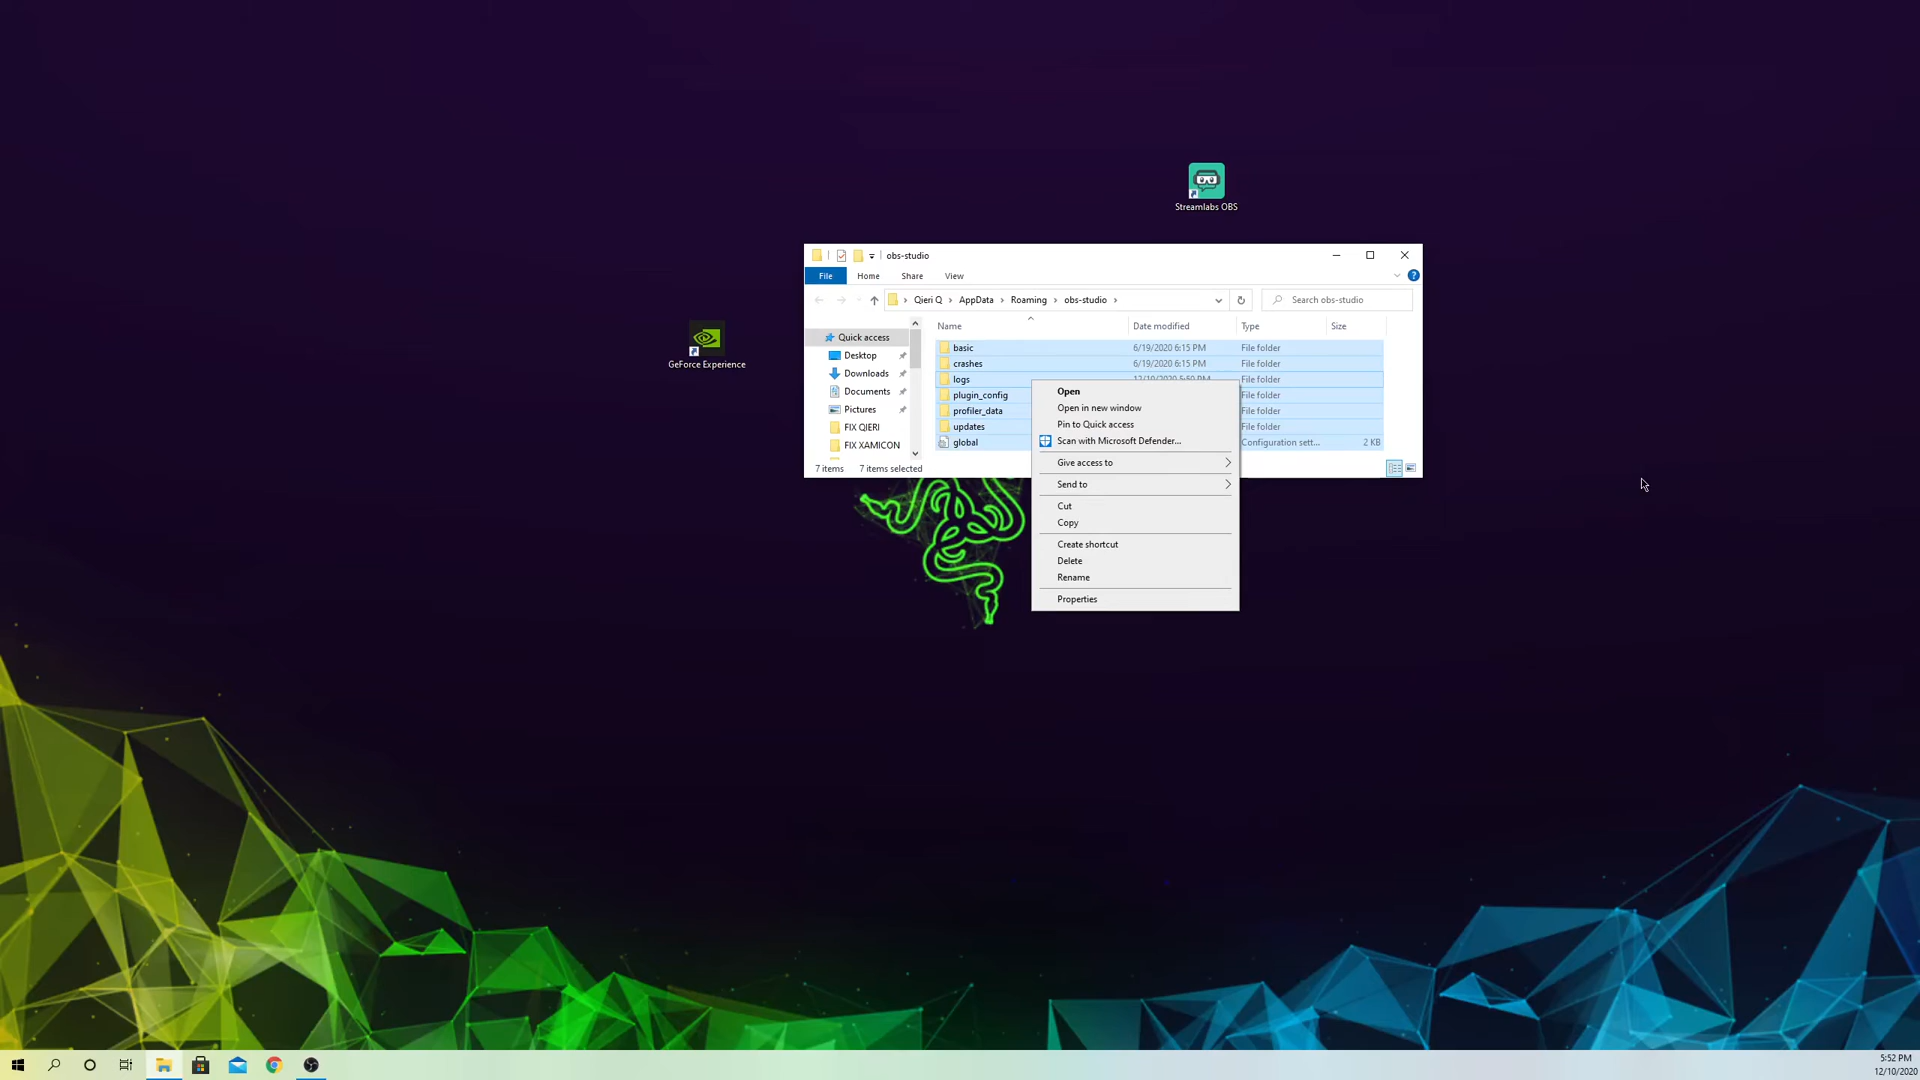 Streamlabs OBS
GeForce Experience
obs-studio
File Home Share View
Qieri Q AppData Roaming obs-studio
Search obs-studio
Name Date modified Type Size
Quick access
Desktop
Downloads
Documents
Pictures
FIX QIERI
FIX XAMICON
basic 6/19/2020 6:15 PM File folder
crashes 6/19/2020 6:15 PM File folder
logs 12/10/2020 5:50 PM File folder
plugin_config File folder
profiler_data File folder
updates File folder
global Configuration sett... 2 KB
7 items 7 items selected
Open
Open in new window
Pin to Quick access
Scan with Microsoft Defender...
Give access to
Send to
Cut
Copy
Create shortcut
Delete
Rename
Properties
5:52 PM
12/10/2020